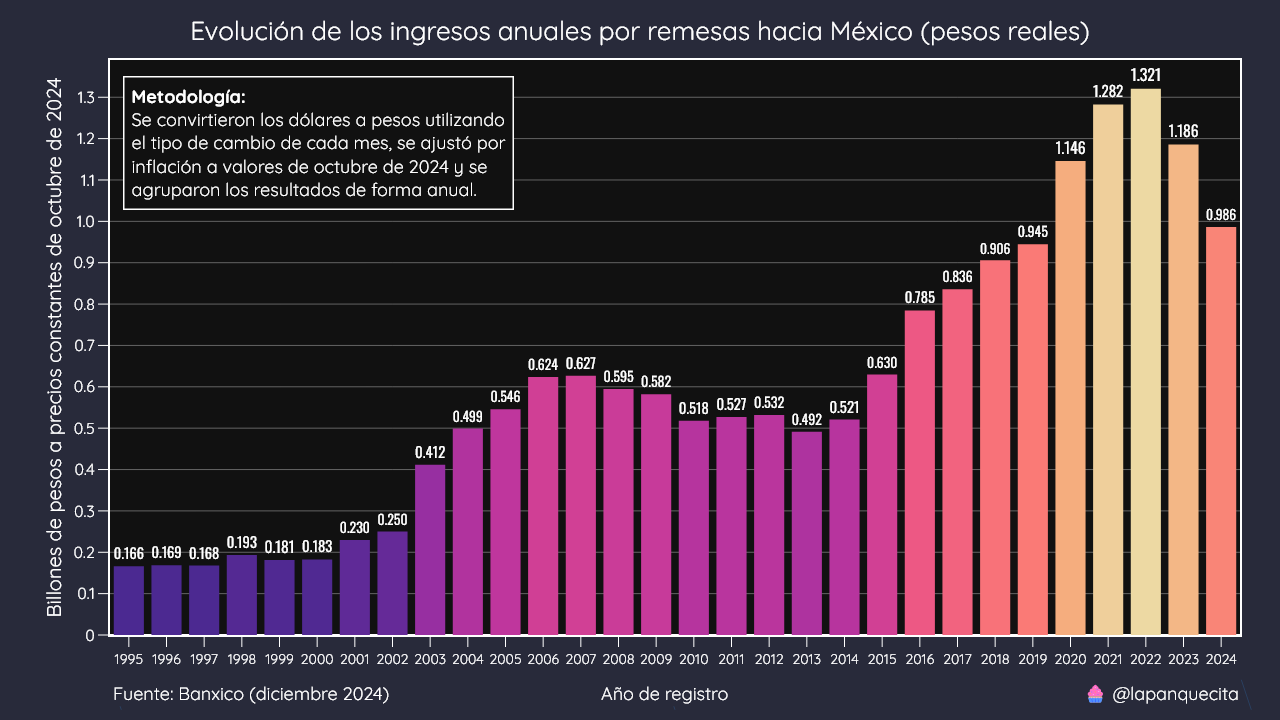 Evolución de los ingresos anuales por remesas hacia México (pesos reales)
Billones de pesos a precios constantes de octubre de 2024
Metodología:
Se convirtieron los dólares a pesos utilizando
el tipo de cambio de cada mes, se ajustó por
inflación a valores de octubre de 2024 y se
agruparon los resultados de forma anual.
1.3
1.2
1.1
1.0
0.9
0.8
0.7
0.6
0.5
0.4
0.3
0.2
0.1
0
0.166 0.169 0.168 0.193 0.181 0.183 0.230 0.250 0.412 0.499 0.546 0.624 0.627 0.595 0.582 0.518 0.527 0.532 0.492 0.521 0.630 0.785 0.836 0.906 0.945 1.146 1.282 1.321 1.186 0.986
1995 1996 1997 1998 1999 2000 2001 2002 2003 2004 2005 2006 2007 2008 2009 2010 2011 2012 2013 2014 2015 2016 2017 2018 2019 2020 2021 2022 2023 2024
Fuente: Banxico (diciembre 2024) Año de registro @lapanquecita